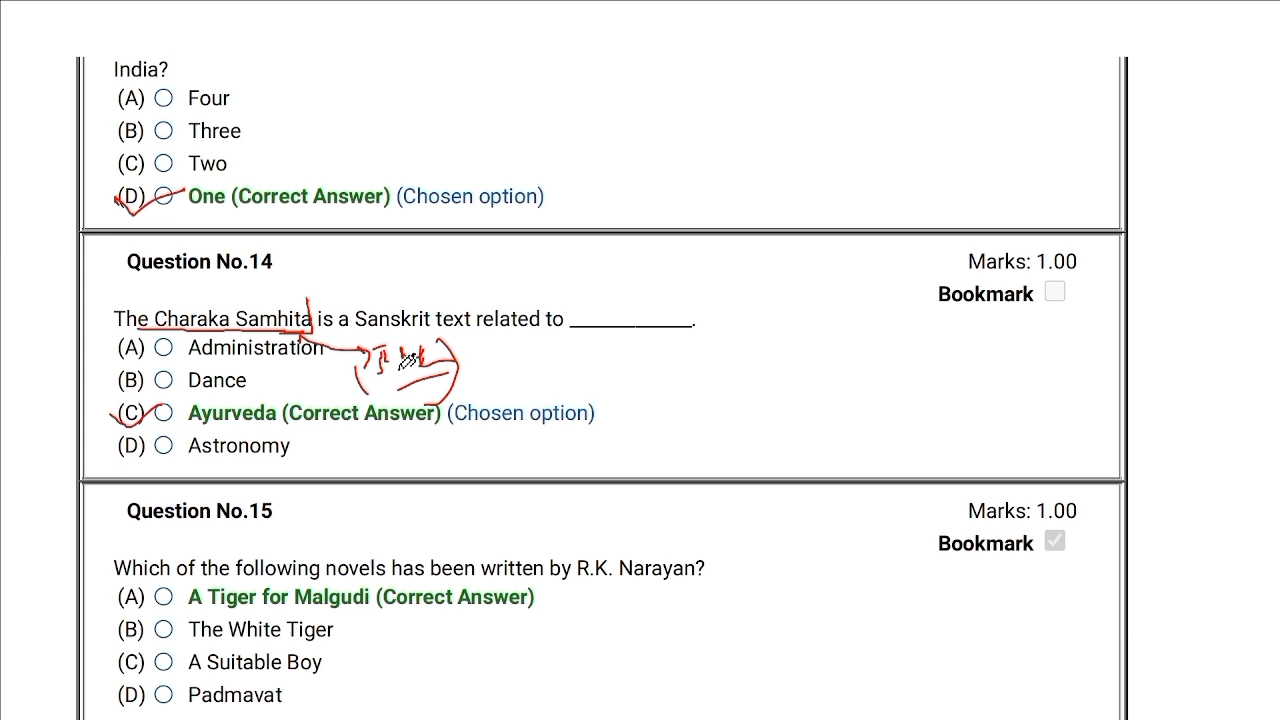 India?
(A) Four
(B) Three
(C) Two
(D) One (Correct Answer) (Chosen option)
Question No.14 Marks: 1.00
Bookmark
The Charaka Samhita is a Sanskrit text related to ____________.
(A) Administration
(B) Dance
(C) Ayurveda (Correct Answer) (Chosen option)
(D) Astronomy
Question No.15 Marks: 1.00
Bookmark
Which of the following novels has been written by R.K. Narayan?
(A) A Tiger for Malgudi (Correct Answer)
(B) The White Tiger
(C) A Suitable Boy
(D) Padmavat